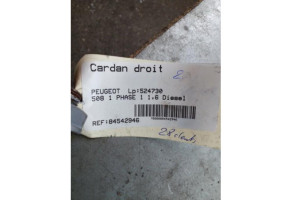 Cardan droit
PEUGEOT Lp:524730
508 1 PHASE 1 1.6 Diesel
REF:84542946